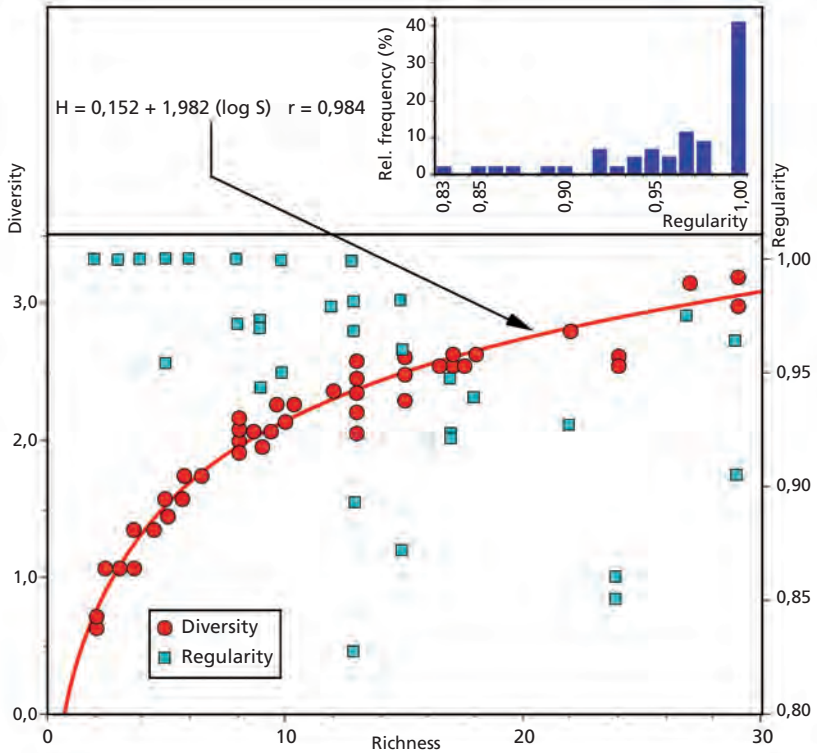 40
30
20
10
0
Rel. frequency (%)
0,83
0,85
0,90
0,95
1,00
Regularity
H = 0,152 + 1,982 (log S) r = 0,984
Diversity
Regularity
3,0
2,0
1,0
0,0
1,00
0,95
0,90
0,85
0,80
Diversity
Regularity
0
10
20
30
Richness